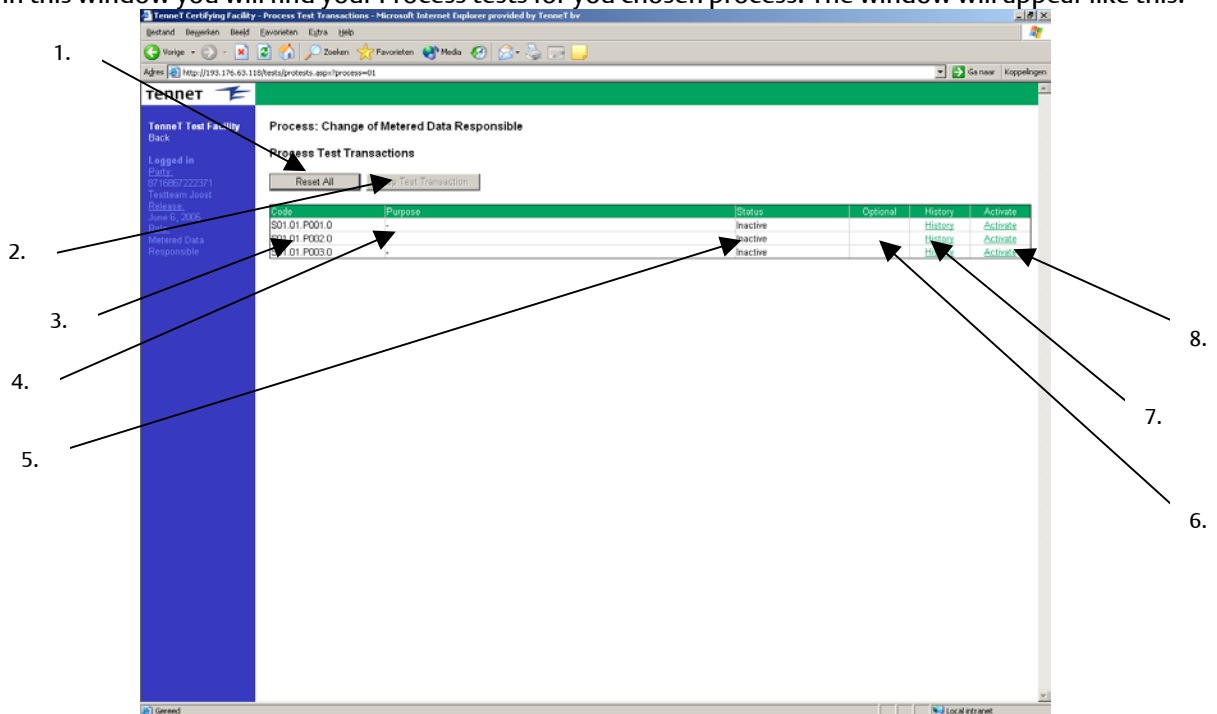 in this window you will find your Process tests for you chosen process. The window will appear like this:
TenneT Certifying Facility - Process Test Transactions - Microsoft Internet Explorer provided by TenneT bv
Bestand Bewerken Beeld Favorieten Extra Help
Vorige Zoeken Favorieten Media
Adres http://193.176.63.118/tests/protests.aspx?process=01 Ga naar Koppelingen
TenneT
TenneT Test Facility
Back
Logged in
Party:
8716867222371
Testteam Joost
Release:
June 6, 2005
Role:
Metered Data
Responsible
Process: Change of Metered Data Responsible
Process Test Transactions
Reset All Test Transaction
Code Purpose Status Optional History Activate
S01.01.P001.0 - Inactive History Activate
S01.01.P002.0 Inactive History Activate
S01.01.P003.0 - Inactive History Activate
1.
2.
3.
4.
5.
6.
7.
8.
Gereed Local intranet